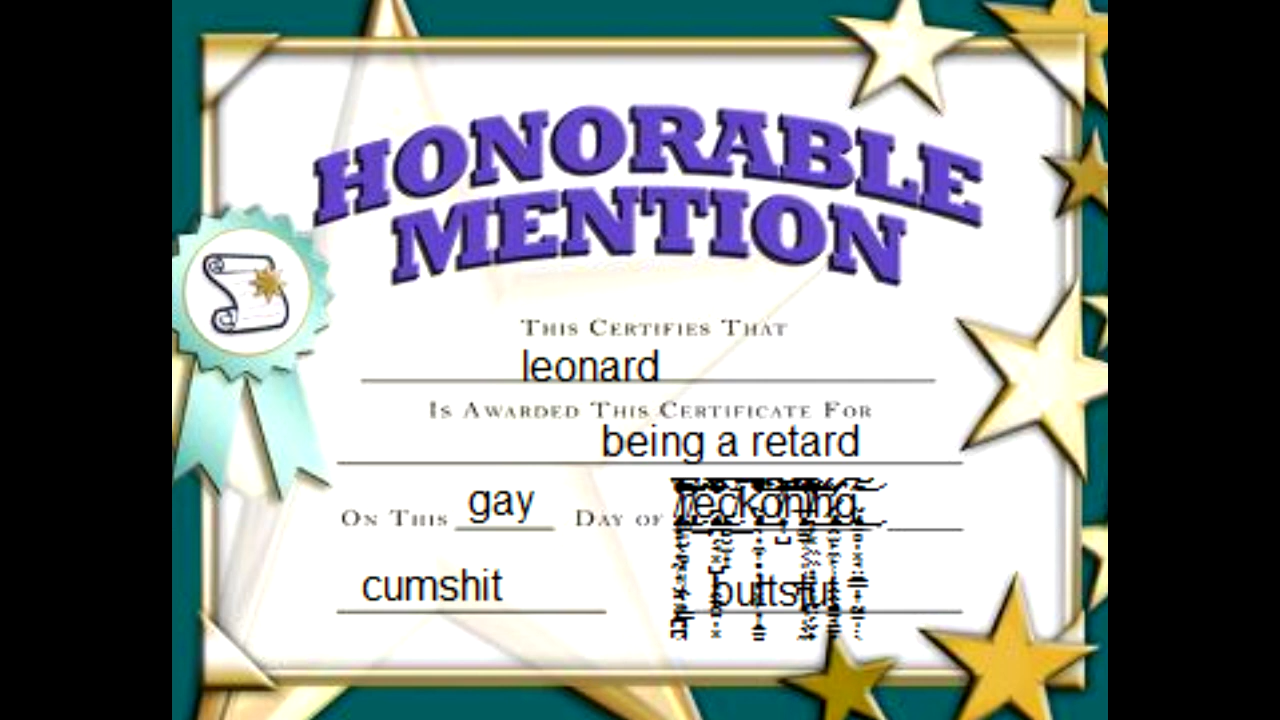 HONORABLE
MENTION
THIS CERTIFIES THAT
leonard
IS AWARDED THIS CERTIFICATE FOR
being a retard
ON THIS gay DAY OF reckoning
cumshit